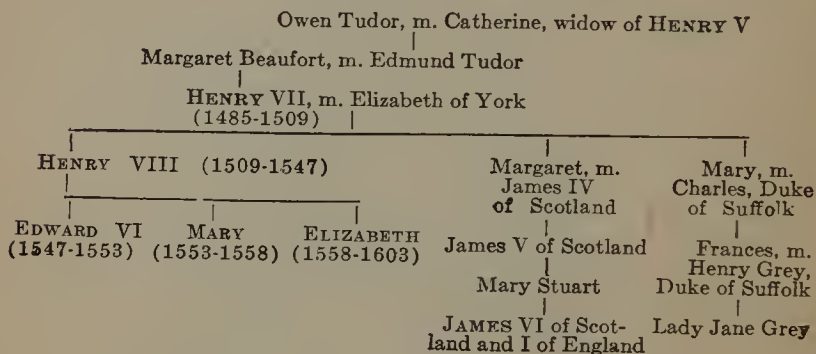 Owen Tudor, m. Catherine, widow of HENRY V
Margaret Beaufort, m. Edmund Tudor
HENRY VII, m. Elizabeth of York
(1485-1509)
HENRY VIII (1509-1547)
Margaret, m.
James IV
of Scotland
Mary, m.
Charles, Duke
of Suffolk
EDWARD VI
(1547-1553)
MARY
(1553-1558)
ELIZABETH
(1558-1603)
James V of Scotland
Mary Stuart
JAMES VI of Scot-
land and I of England
Frances, m.
Henry Grey,
Duke of Suffolk
Lady Jane Grey